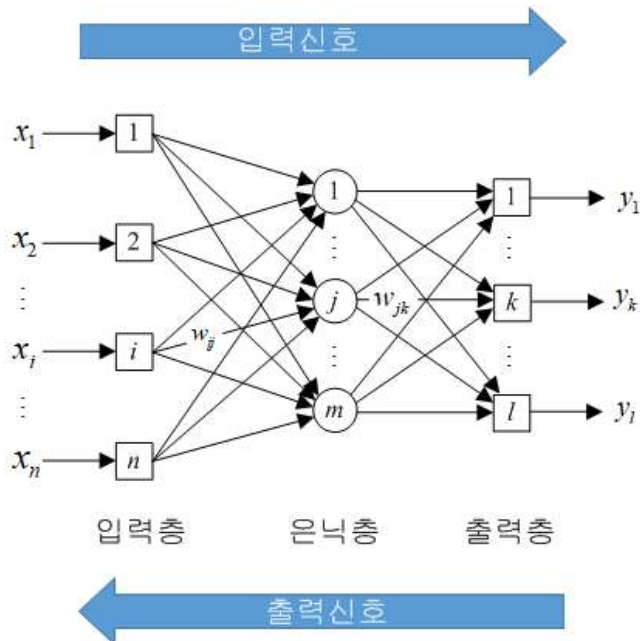 입력신호
x₁ 1
x₂ 2
xᵢ i
xₙ n
wᵢⱼ
1
j
m
wⱼₖ
1 y₁
k yₖ
l yₗ
입력층 은닉층 출력층
출력신호